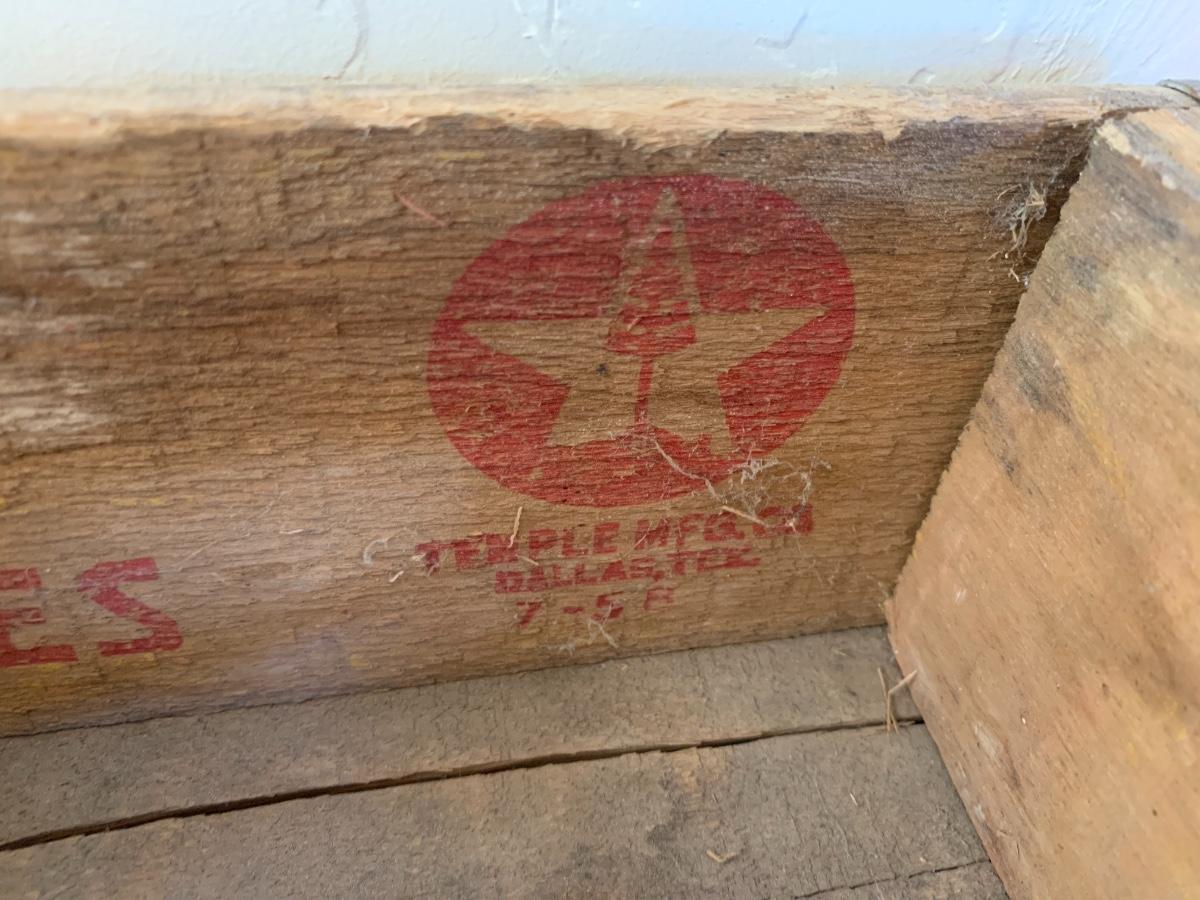 ES
TEMPLE MFG. CO
DALLAS, TEX.
7-58